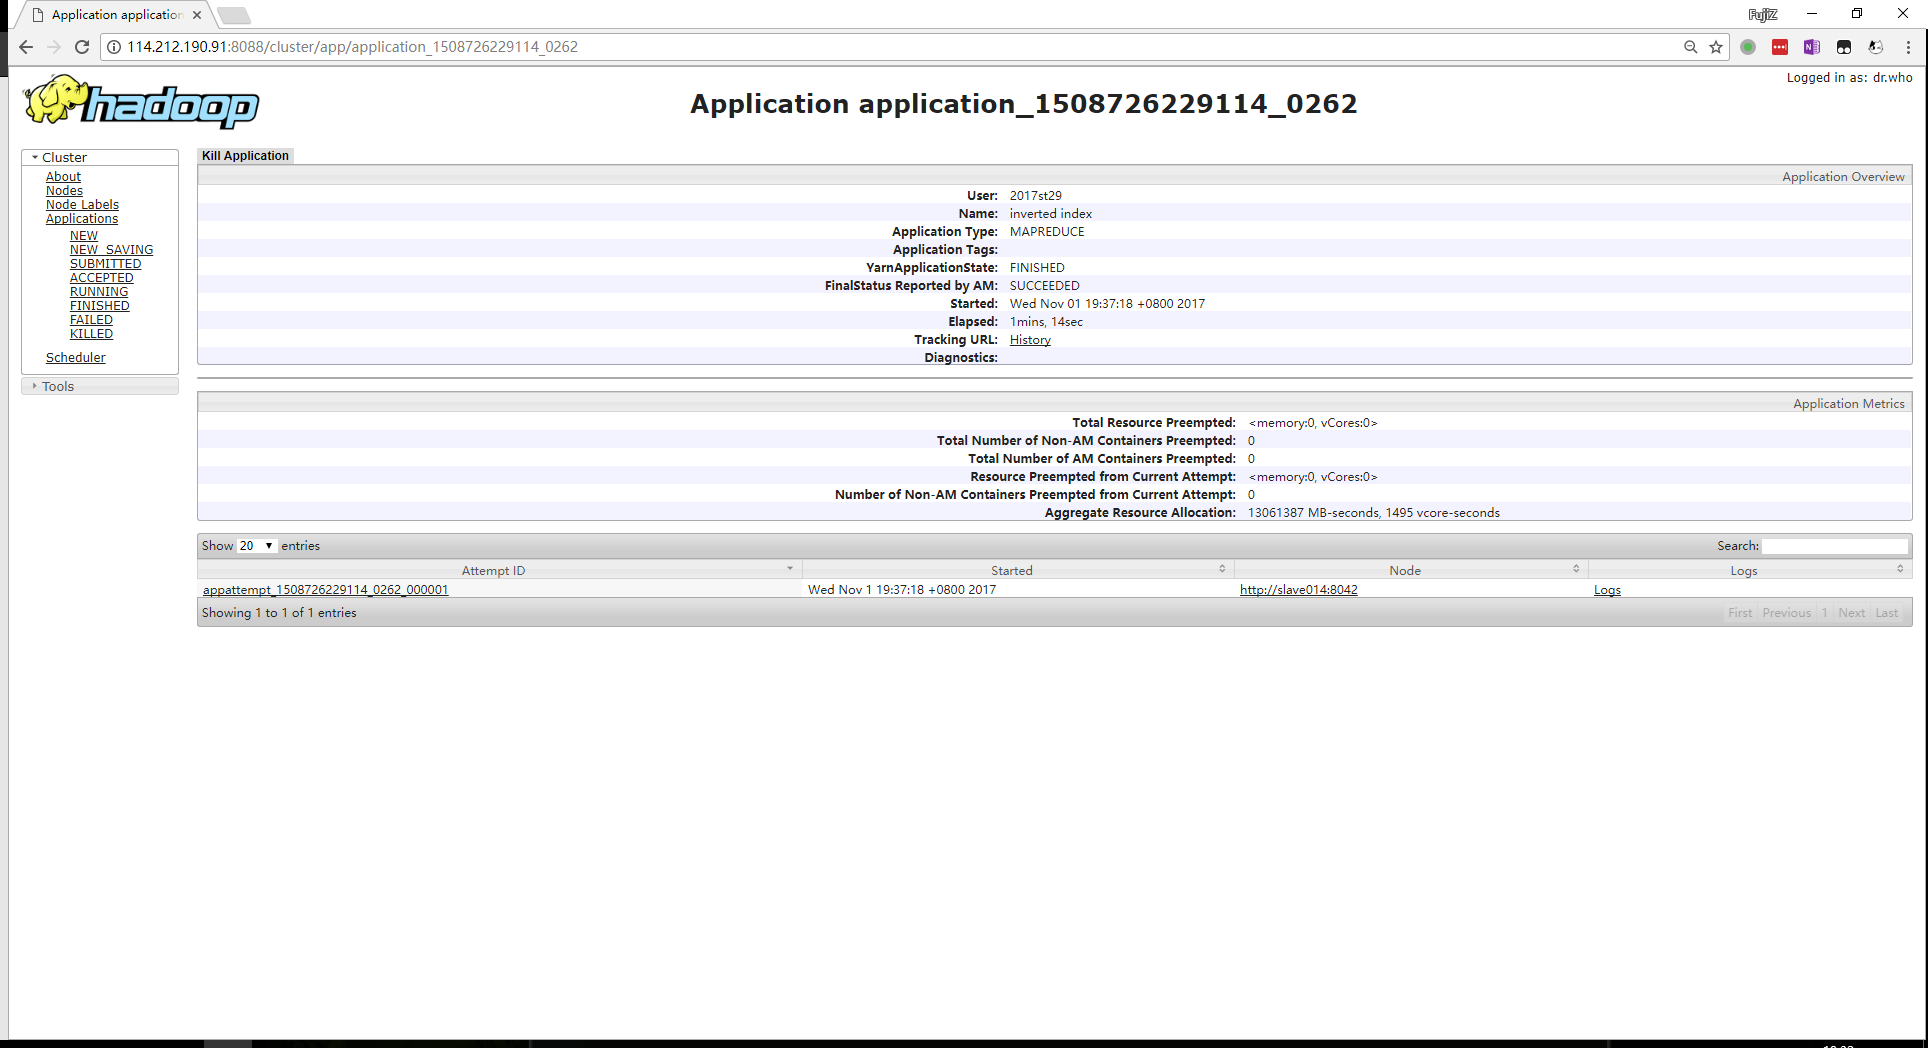 Application application
FujiZ
114.212.190.91:8088/cluster/app/application_1508726229114_0262
Logged in as: dr.who
hadoop
Application application_1508726229114_0262
Cluster
About
Nodes
Node Labels
Applications
NEW
NEW_SAVING
SUBMITTED
ACCEPTED
RUNNING
FINISHED
FAILED
KILLED
Scheduler
Tools
Kill Application
Application Overview
User: 2017st29
Name: inverted index
Application Type: MAPREDUCE
Application Tags:
YarnApplicationState: FINISHED
FinalStatus Reported by AM: SUCCEEDED
Started: Wed Nov 01 19:37:18 +0800 2017
Elapsed: 1mins, 14sec
Tracking URL: History
Diagnostics:
Application Metrics
Total Resource Preempted: <memory:0, vCores:0>
Total Number of Non-AM Containers Preempted: 0
Total Number of AM Containers Preempted: 0
Resource Preempted from Current Attempt: <memory:0, vCores:0>
Number of Non-AM Containers Preempted from Current Attempt: 0
Aggregate Resource Allocation: 13061387 MB-seconds, 1495 vcore-seconds
Show 20 entries Search:
Attempt ID Started Node Logs
appattempt_1508726229114_0262_000001 Wed Nov 1 19:37:18 +0800 2017 http://slave014:8042 Logs
Showing 1 to 1 of 1 entries First Previous 1 Next Last